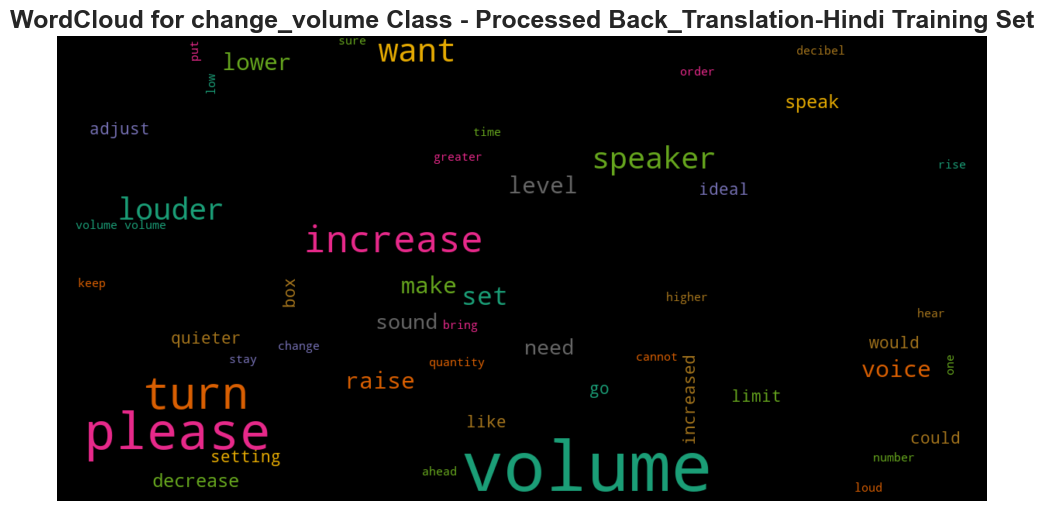 WordCloud for change_volume Class - Processed Back_Translation-Hindi Training Set
put
sure
want
lower
low
order
decibel
speak
adjust
time
greater
speaker
rise
level
ideal
louder
volume volume
increase
keep
box
make
set
higher
sound
bring
hear
quieter
change
need
would
stay
quantity
cannot
one
voice
turn
raise
go
increased
limit
please
like
could
setting
volume
number
decrease
ahead
loud